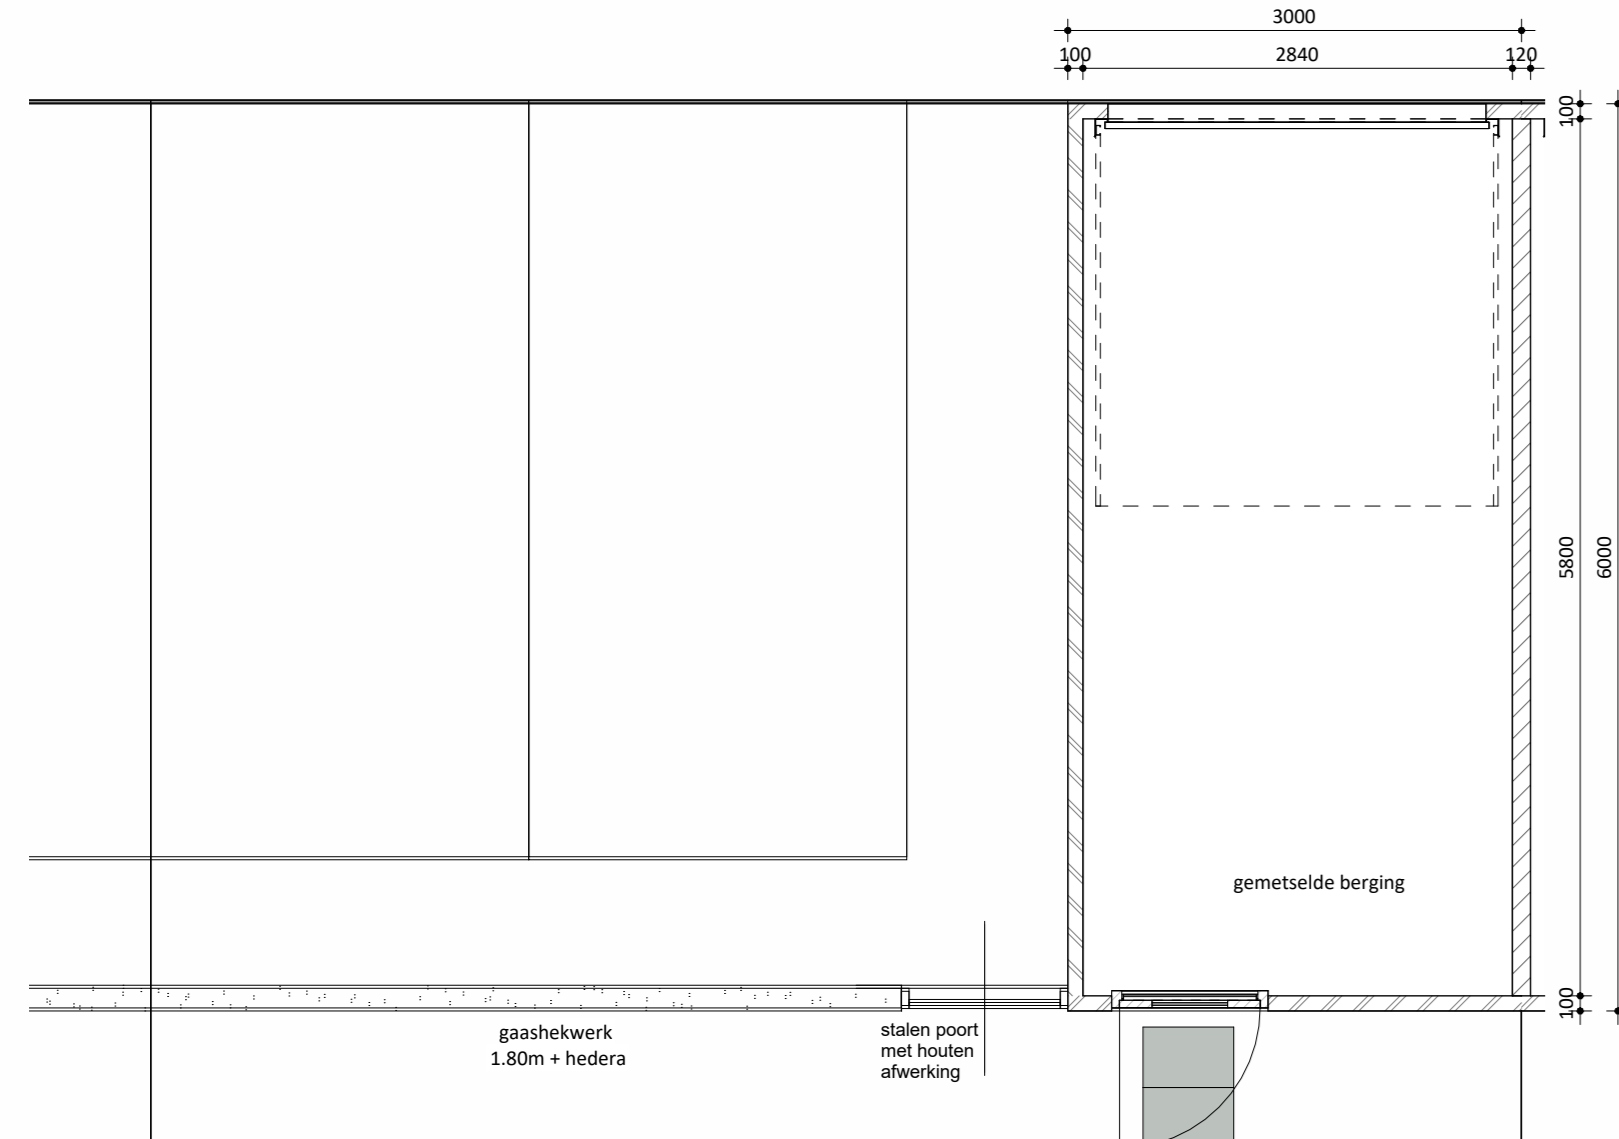 3000
100
2840
120
100
5800
6000
gemetselde berging
100
gaashekwerk
1.80m + hedera
stalen poort
met houten
afwerking